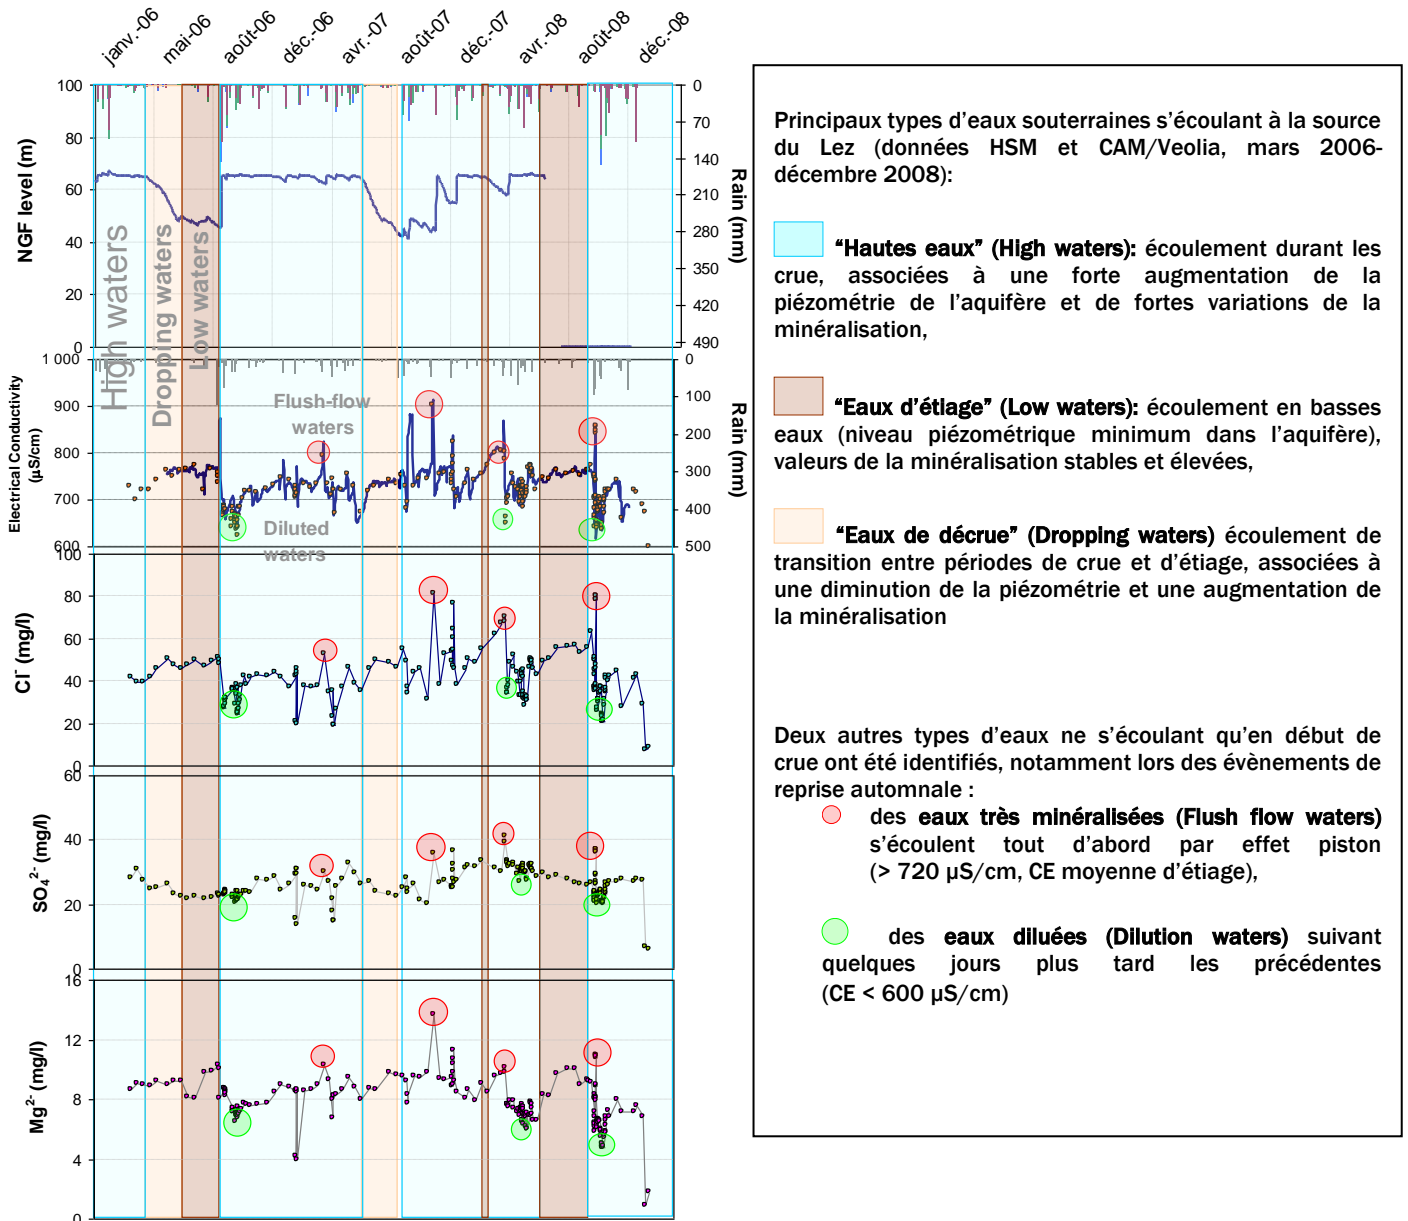 janv.-06
mai-06
août-06
déc.-06
avr.-07
août-07
déc.-07
avr.-08
août-08
déc.-08
NGF level (m)
100
80
60
40
20
0
0
70
140
210
280
350
420
490
Rain (mm)
High waters
Dropping waters
Low waters
Electrical Conductivity
(µS/cm)
1 000
900
800
700
600
0
100
200
300
400
500
Rain (mm)
Flush-flow
waters
Diluted
waters
Cl⁻ (mg/l)
100
80
60
40
20
0
SO₄²⁻ (mg/l)
60
40
20
0
Mg²⁻ (mg/l)
16
12
8
4
0
Principaux types d'eaux souterraines s'écoulant à la source
du Lez (données HSM et CAM/Veolia, mars 2006-
décembre 2008):
"Hautes eaux" (High waters): écoulement durant les
crue, associées à une forte augmentation de la
piézométrie de l'aquifère et de fortes variations de la
minéralisation,
"Eaux d'étiage" (Low waters): écoulement en basses
eaux (niveau piézométrique minimum dans l'aquifère),
valeurs de la minéralisation stables et élevées,
"Eaux de décrue" (Dropping waters) écoulement de
transition entre périodes de crue et d'étiage, associées à
une diminution de la piézométrie et une augmentation de
la minéralisation
Deux autres types d'eaux ne s'écoulant qu'en début de
crue ont été identifiés, notamment lors des évènements de
reprise automnale :
des eaux très minéralisées (Flush flow waters)
s'écoulent tout d'abord par effet piston
(> 720 µS/cm, CE moyenne d'étiage),
des eaux diluées (Dilution waters) suivant
quelques jours plus tard les précédentes
(CE < 600 µS/cm)